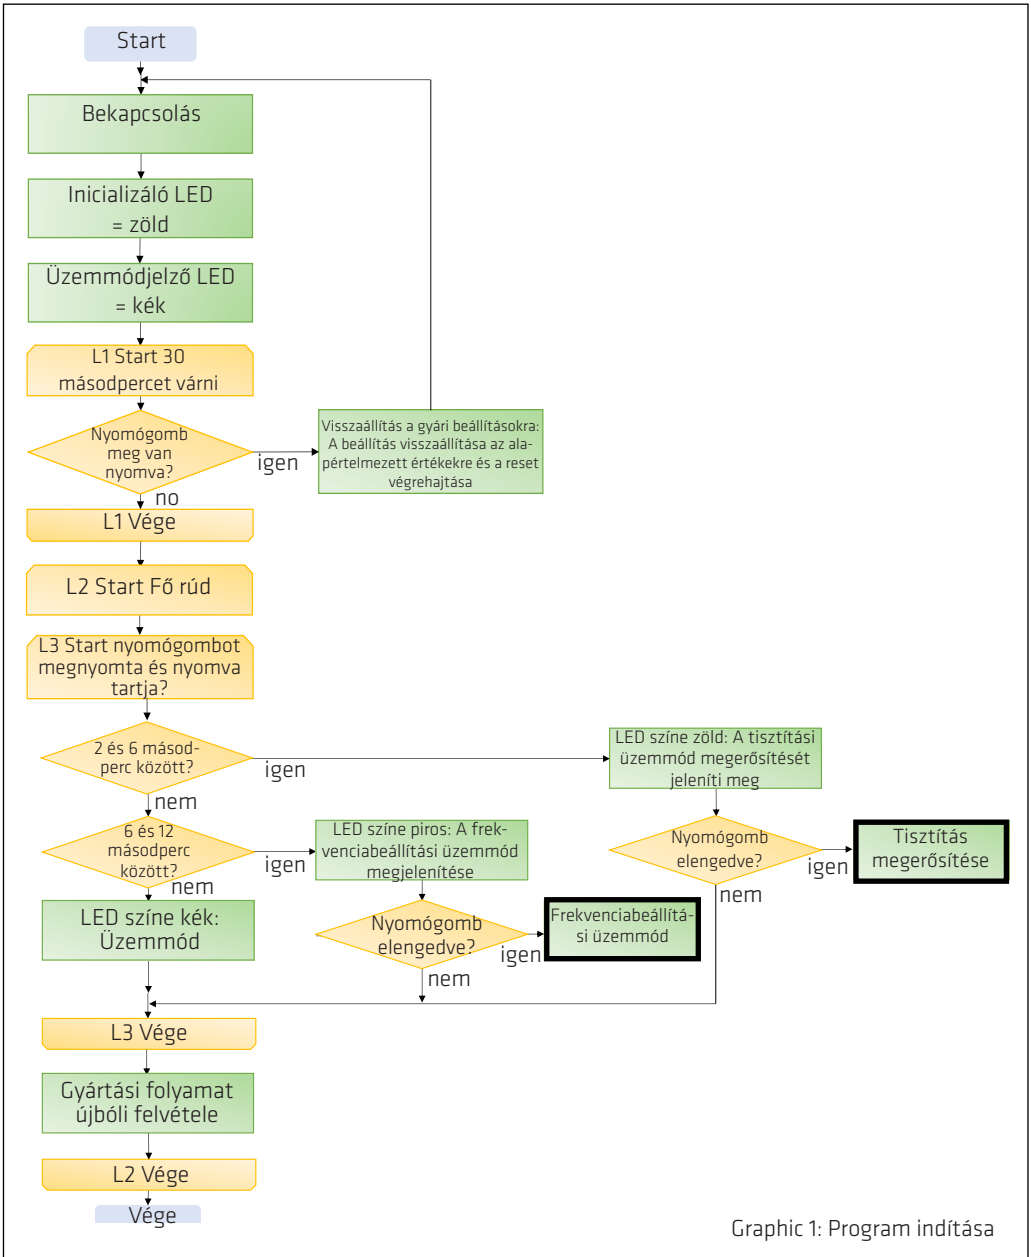 Start
Bekapcsolás
Inicializáló LED
= zöld
Üzemmódjelző LED
= kék
L1 Start 30
másodpercet várni
Nyomógomb
meg van
nyomva?
igen
Visszaállítás a gyári beállításokra:
A beállítás visszaállítása az ala-
pértelmezett értékekre és a reset
végrehajtása
no
L1 Vége
L2 Start Fő rúd
L3 Start nyomógombot
megnyomta és nyomva
tartja?
2 és 6 másod-
perc között?
igen
LED színe zöld: A tisztítási
üzemmód megerősítését
jeleníti meg
nem
6 és 12
másodperc
között?
igen
LED színe piros: A frek-
venciabeállítási üzemmód
megjelenítése
Nyomógomb
elengedve?
igen
Tisztítás
megerősítése
nem
nem
LED színe kék:
Üzemmód
Nyomógomb
elengedve?
igen
Frekvenciabeállítá-
si üzemmód
nem
L3 Vége
Gyártási folyamat
újbóli felvétele
L2 Vége
Vége
Graphic 1: Program indítása